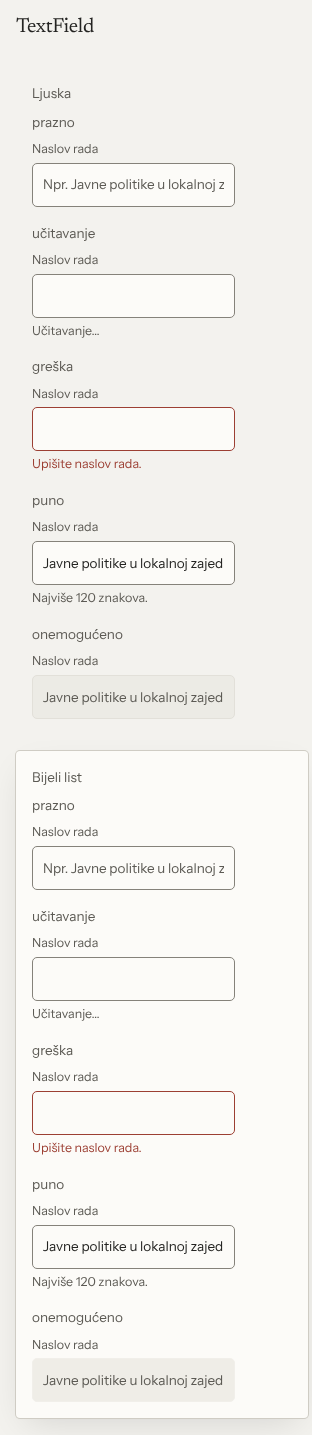 TextField
Ljuska
prazno
Naslov rada
Npr. Javne politike u lokalnoj z
učitavanje
Naslov rada
Učitavanje…
greška
Naslov rada
Upišite naslov rada.
puno
Naslov rada
Javne politike u lokalnoj zajed
Najviše 120 znakova.
onemogućeno
Naslov rada
Javne politike u lokalnoj zajed
Bijeli list
prazno
Naslov rada
Npr. Javne politike u lokalnoj z
učitavanje
Naslov rada
Učitavanje…
greška
Naslov rada
Upišite naslov rada.
puno
Naslov rada
Javne politike u lokalnoj zajed
Najviše 120 znakova.
onemogućeno
Naslov rada
Javne politike u lokalnoj zajed